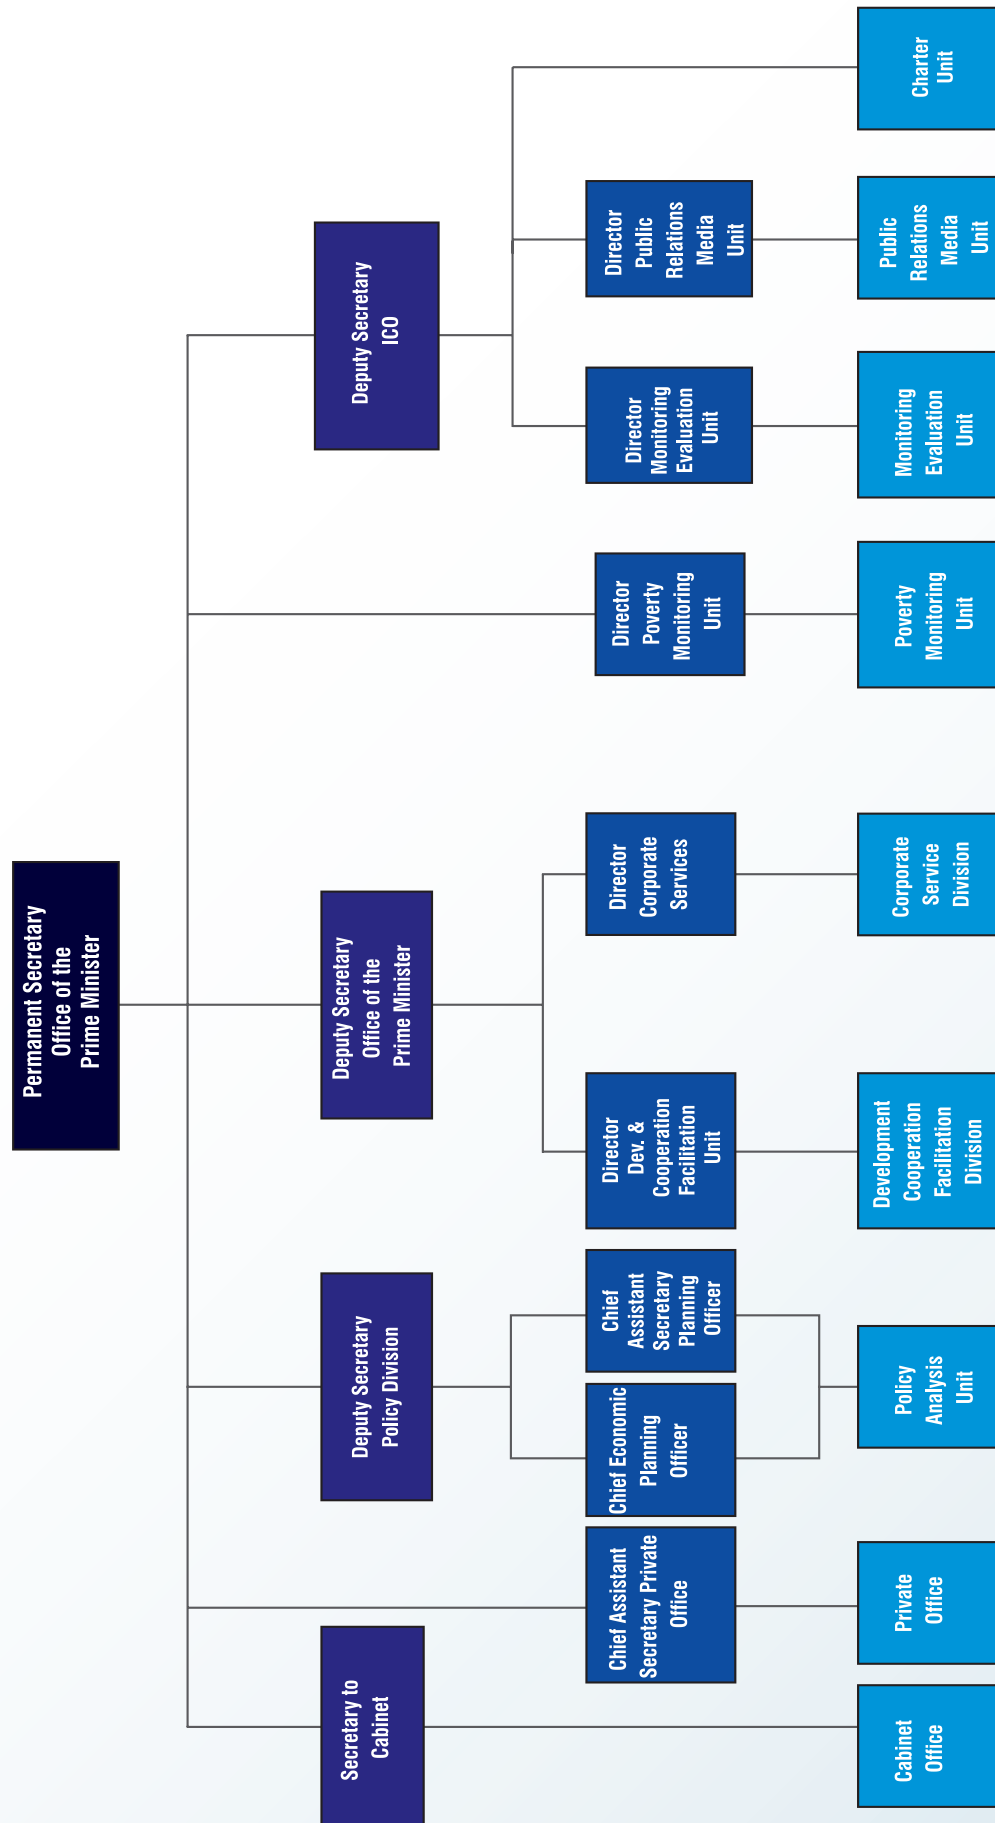 Permanent Secretary
Office of the
Prime Minister
Secretary to
Cabinet
Deputy Secretary
Policy Division
Deputy Secretary
Office of the
Prime Minister
Deputy Secretary
ICO
Chief Assistant
Secretary Private
Office
Chief Economic
Planning
Officer
Chief
Assistant
Secretary
Planning
Officer
Director
Dev. &
Cooperation
Facilitation
Unit
Director
Corporate
Services
Director
Poverty
Monitoring
Unit
Director
Monitoring
Evaluation
Unit
Director
Public
Relations
Media
Unit
Cabinet
Office
Private
Office
Policy
Analysis
Unit
Development
Cooperation
Facilitation
Division
Corporate
Service
Division
Poverty
Monitoring
Unit
Monitoring
Evaluation
Unit
Public
Relations
Media
Unit
Charter
Unit